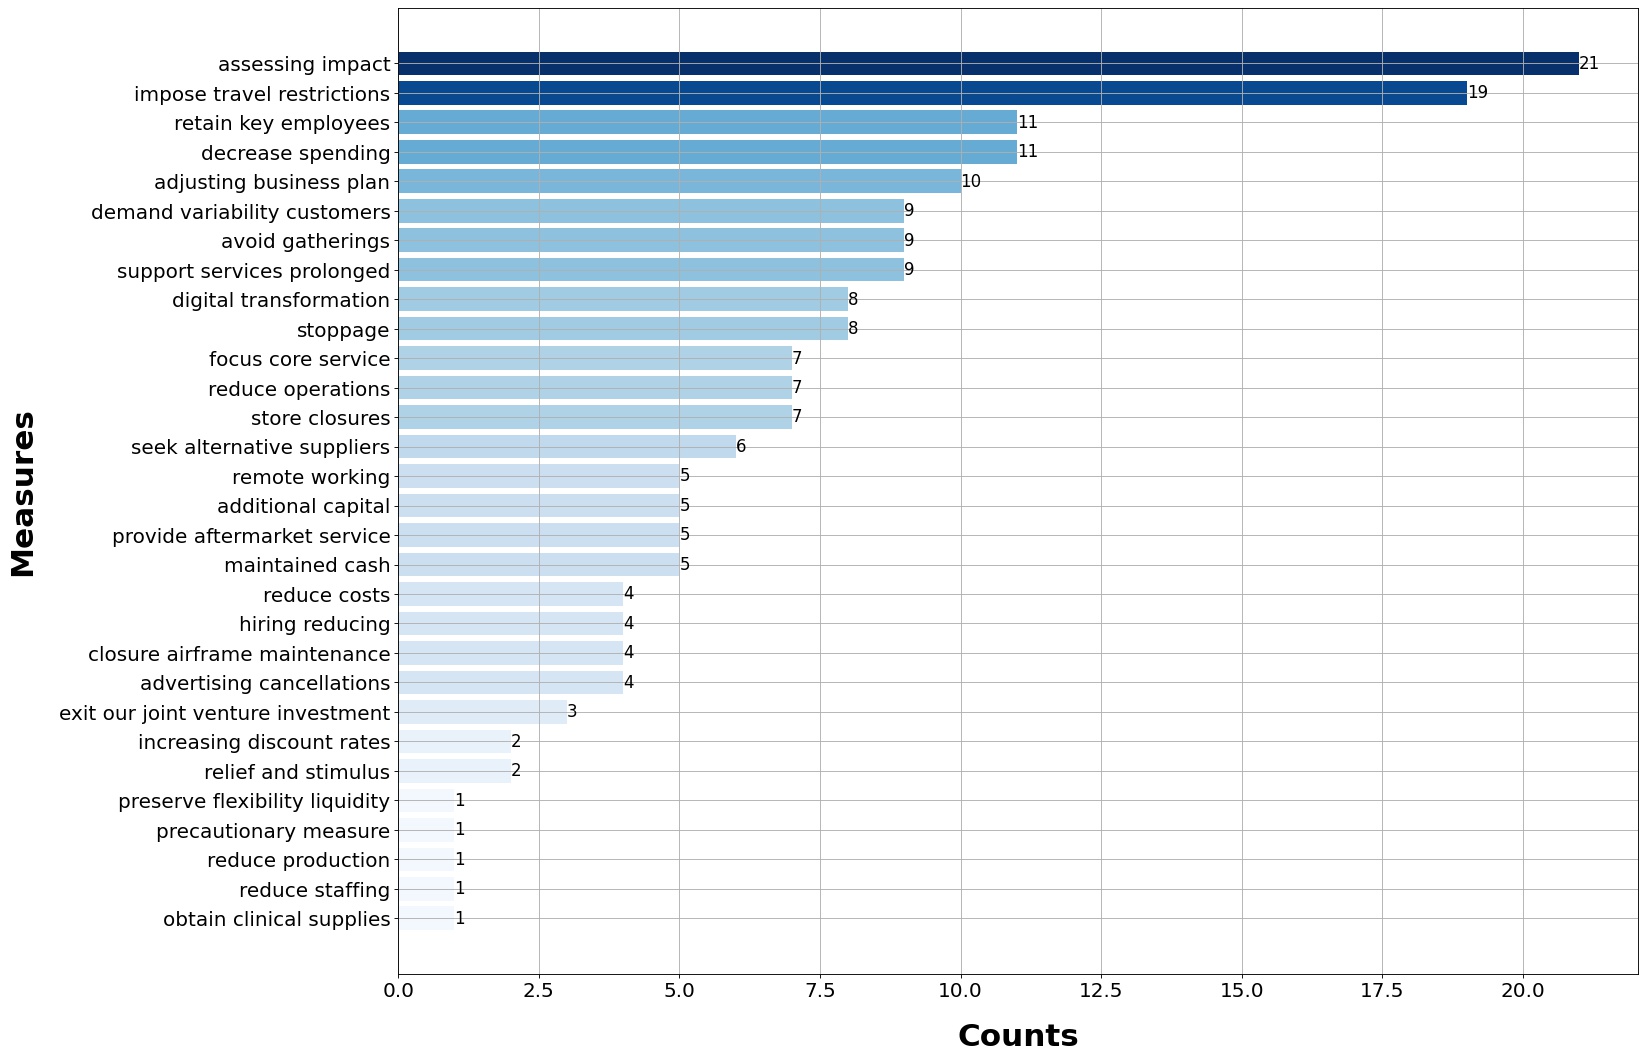 assessing impact 21
impose travel restrictions 19
retain key employees 11
decrease spending 11
adjusting business plan 10
demand variability customers 9
avoid gatherings 9
support services prolonged 9
digital transformation 8
stoppage 8
focus core service 7
reduce operations 7
store closures 7
seek alternative suppliers 6
remote working 5
additional capital 5
provide aftermarket service 5
maintained cash 5
reduce costs 4
hiring reducing 4
closure airframe maintenance 4
advertising cancellations 4
exit our joint venture investment 3
increasing discount rates 2
relief and stimulus 2
preserve flexibility liquidity 1
precautionary measure 1
reduce production 1
reduce staffing 1
obtain clinical supplies 1
0.0 2.5 5.0 7.5 10.0 12.5 15.0 17.5 20.0
Counts
Measures